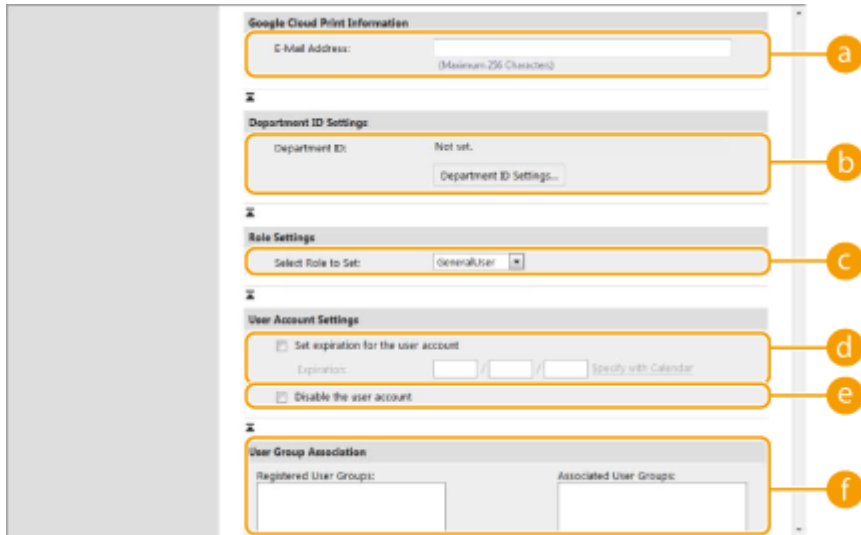 Google Cloud Print Information
E-Mail Address:
(Maximum 256 Characters)
a
Department ID Settings
Department ID: Not set.
Department ID Settings...
b
Role Settings
Select Role to Set: GeneralUser
c
User Account Settings
Set expiration for the user account
Expiration: / / Specify with Calendar
d
Disable the user account
e
User Group Association
Registered User Groups: Associated User Groups:
f